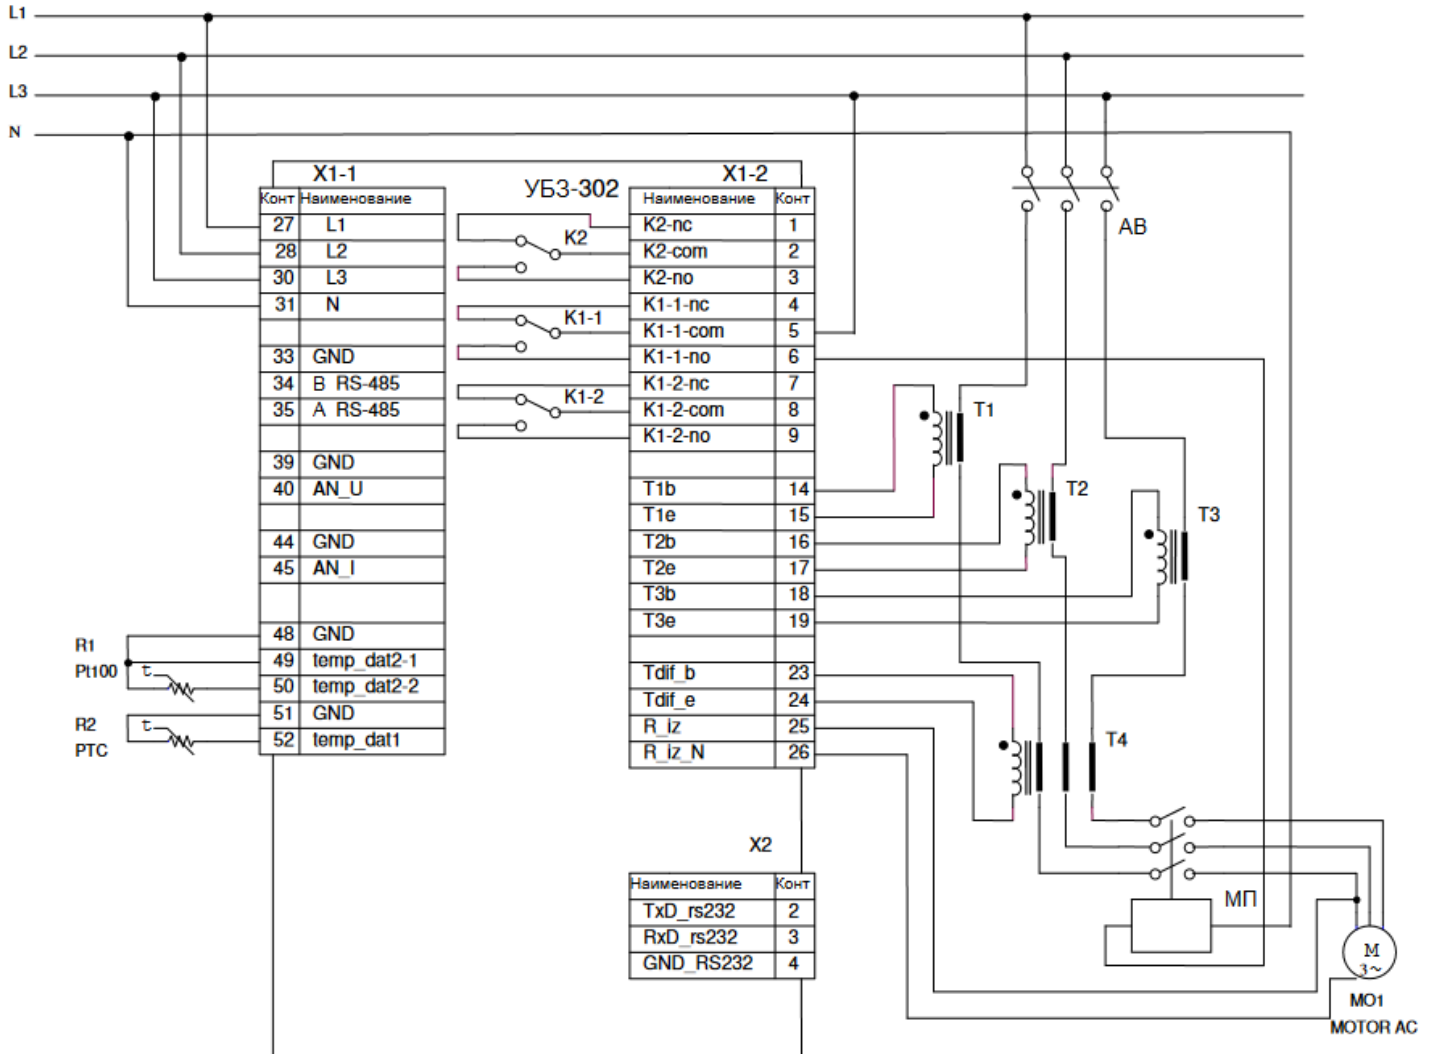 L1
L2
L3
N
X1-1
Конт Наименование
27 L1
28 L2
30 L3
31 N
33 GND
34 B RS-485
35 A RS-485
39 GND
40 AN_U
44 GND
45 AN_I
48 GND
49 temp_dat2-1
50 temp_dat2-2
51 GND
52 temp_dat1
R1
Pt100
t
R2
PTC
t
УБЗ-302
K2
K1-1
K1-2
X1-2
Наименование Конт
K2-nc 1
K2-com 2
K2-no 3
K1-1-nc 4
K1-1-com 5
K1-1-no 6
K1-2-nc 7
K1-2-com 8
K1-2-no 9
T1b 14
T1e 15
T2b 16
T2e 17
T3b 18
T3e 19
Tdif_b 23
Tdif_e 24
R_iz 25
R_iz_N 26
X2
Наименование Конт
TxD_rs232 2
RxD_rs232 3
GND_RS232 4
AB
T1
T2
T3
T4
МП
M
3~
MO1
MOTOR AC